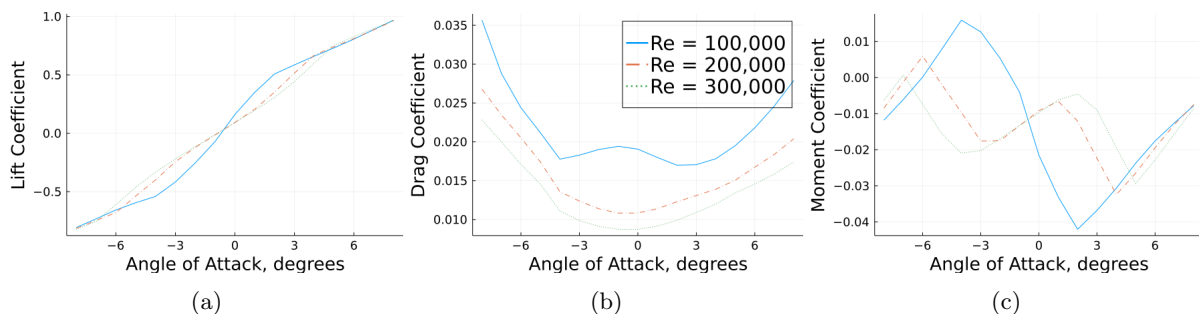 Lift Coefficient
1.0
0.5
0.0
−0.5
−6
−3
0
3
6
Angle of Attack, degrees
(a)
Drag Coefficient
0.035
0.030
0.025
0.020
0.015
0.010
Re = 100,000
Re = 200,000
Re = 300,000
−6
−3
0
3
6
Angle of Attack, degrees
(b)
Moment Coefficient
0.01
0.00
−0.01
−0.02
−0.03
−0.04
−6
−3
0
3
6
Angle of Attack, degrees
(c)